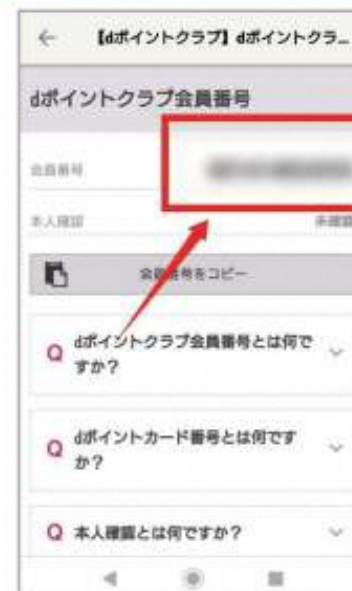 【dポイントクラブ】dポイントクラ...
dポイントクラブ会員番号
会員番号
本人確認
未確認
会員番号をコピー
Q dポイントクラブ会員番号とは何で
すか?
Q dポイントカード番号とは何です
か?
Q 本人確認とは何ですか?